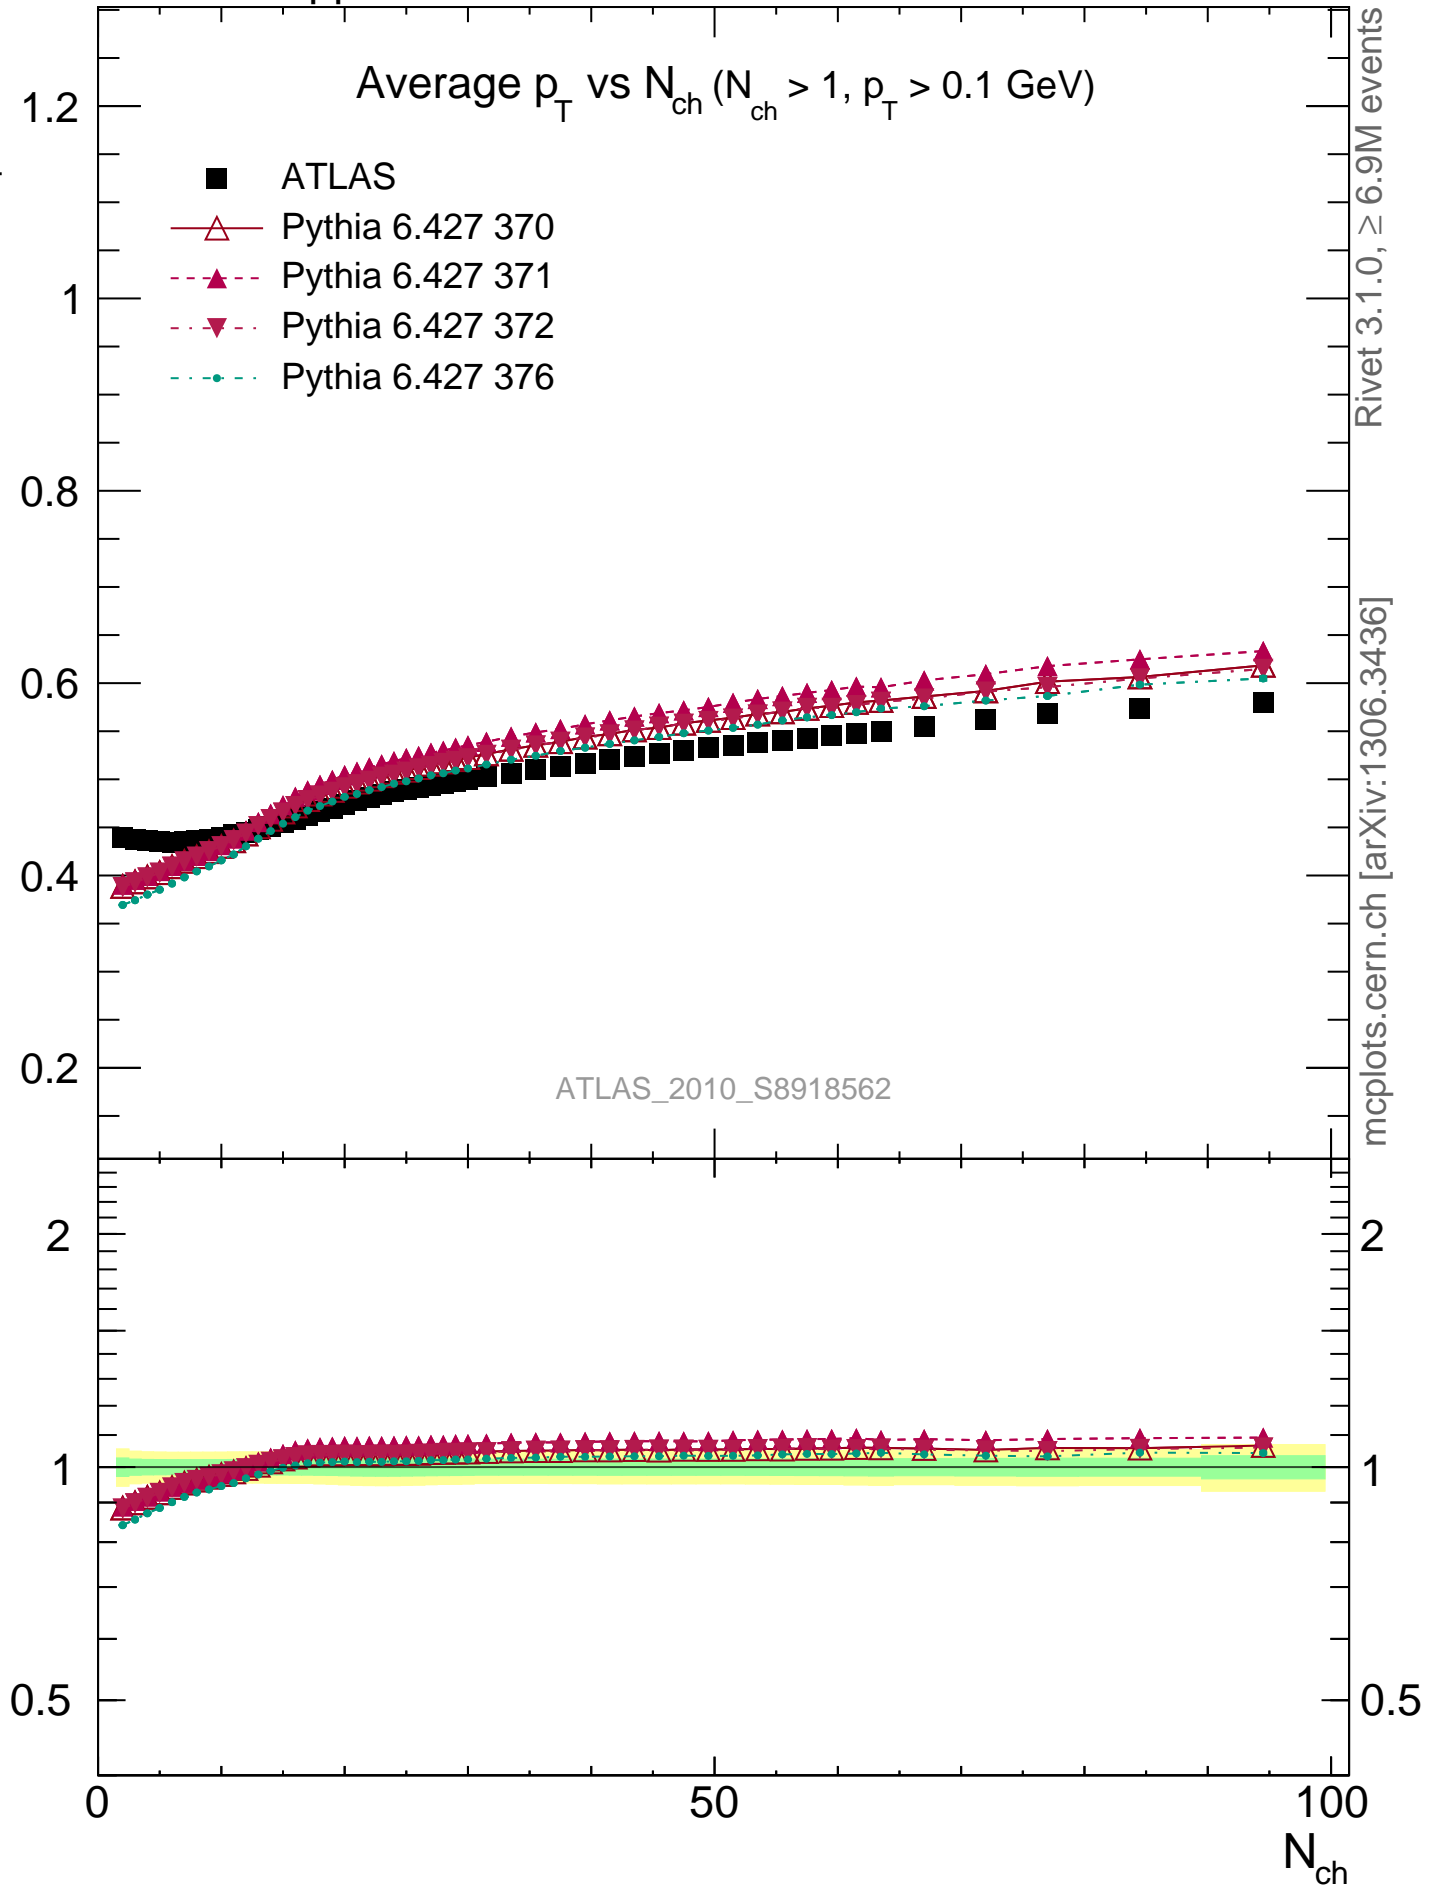 Average p_T vs N_ch (N_ch > 1, p_T > 0.1 GeV)
ATLAS
Pythia 6.427 370
Pythia 6.427 371
Pythia 6.427 372
Pythia 6.427 376
1.2
1
0.8
0.6
0.4
0.2
ATLAS_2010_S8918562
Rivet 3.1.0, ≥ 6.9M events
mcplots.cern.ch [arXiv:1306.3436]
2
1
0.5
2
1
0.5
0
50
100
N_ch